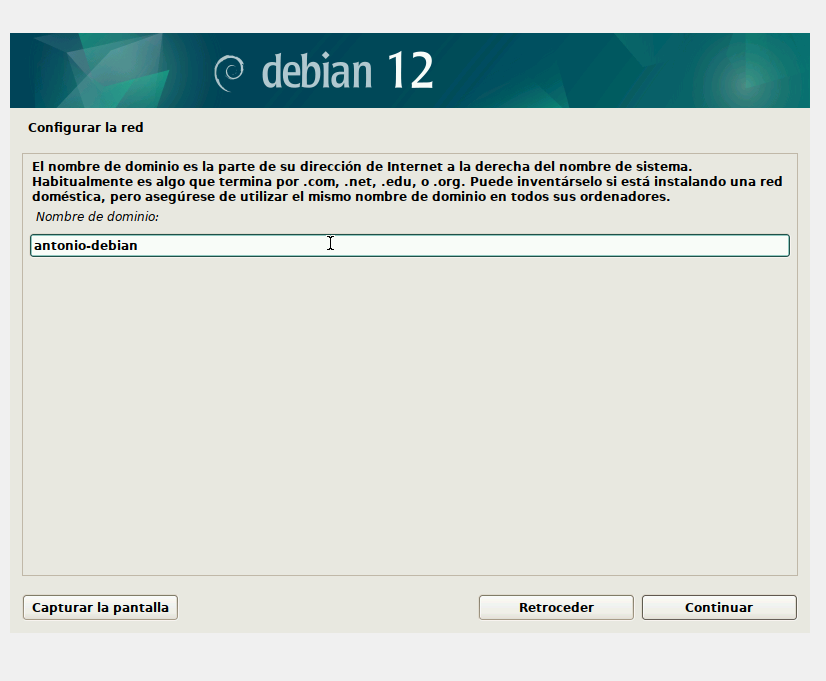 debian 12
Configurar la red
El nombre de dominio es la parte de su dirección de Internet a la derecha del nombre de sistema.
Habitualmente es algo que termina por .com, .net, .edu, o .org. Puede inventárselo si está instalando una red
doméstica, pero asegúrese de utilizar el mismo nombre de dominio en todos sus ordenadores.
Nombre de dominio:
antonio-debian
Capturar la pantalla
Retroceder
Continuar